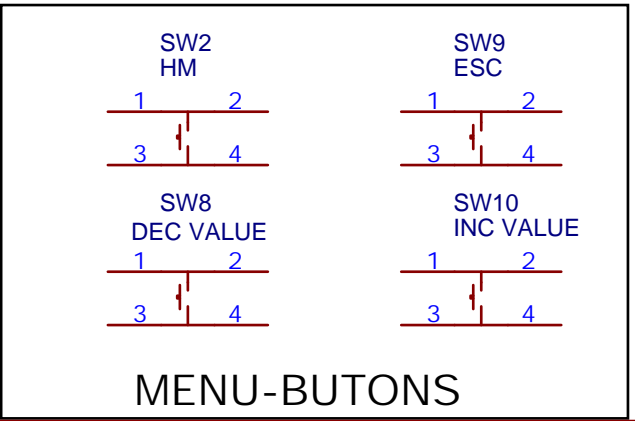 SW2
HM
1 2
3 4
SW9
ESC
1 2
3 4
SW8
DEC VALUE
1 2
3 4
SW10
INC VALUE
1 2
3 4
MENU-BUTONS